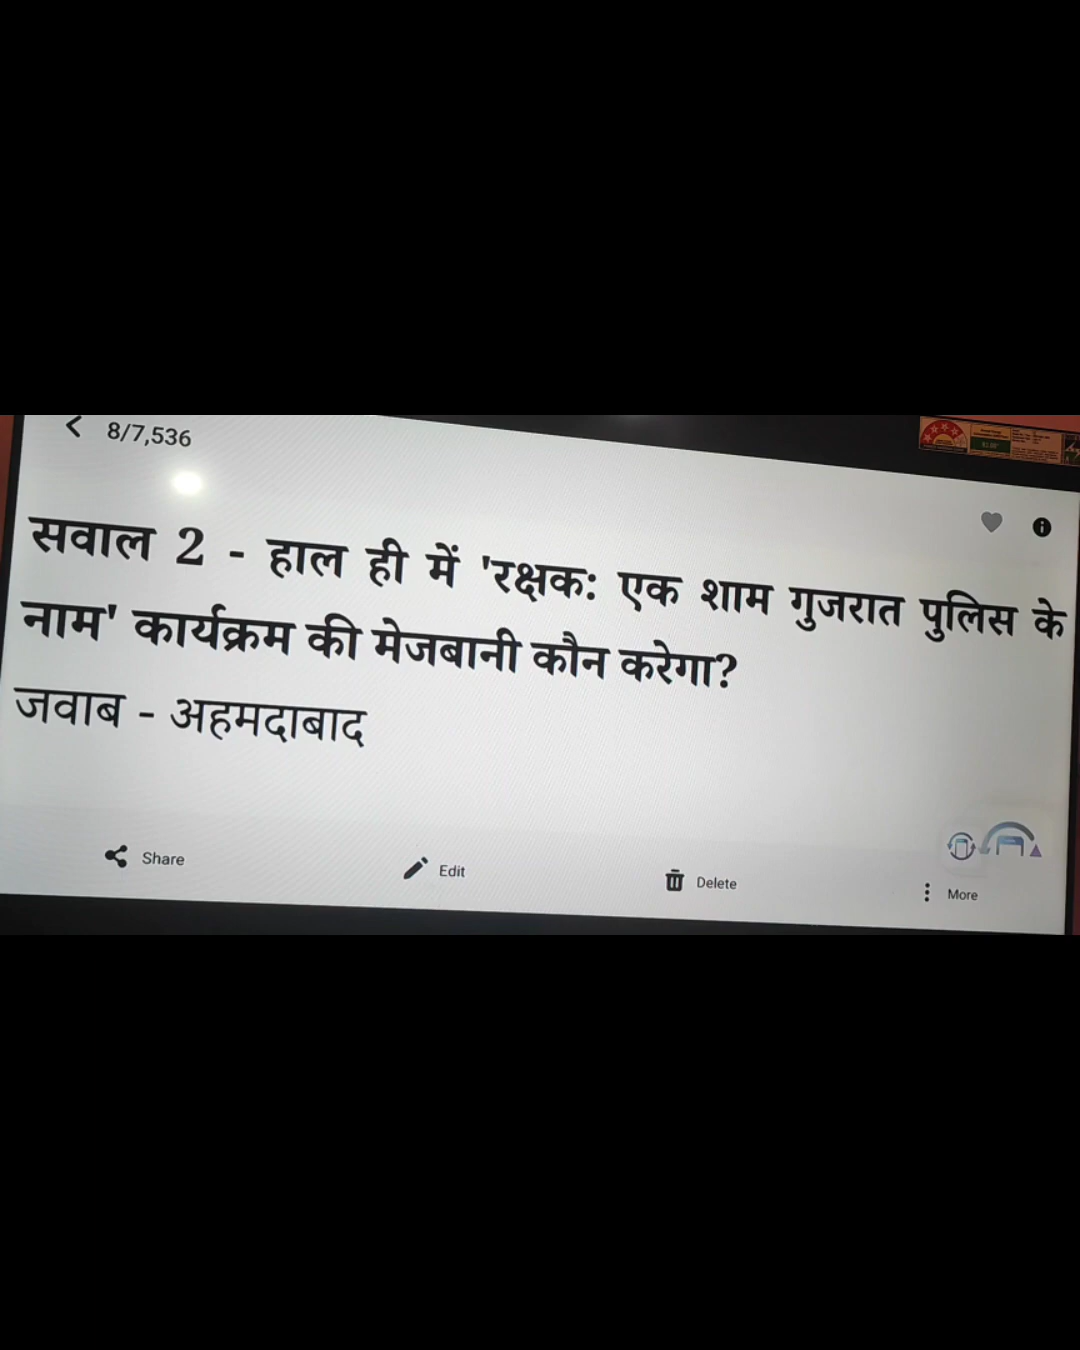 8/7,536
सवाल 2 - हाल ही में 'रक्षक: एक शाम गुजरात पुलिस के
नाम' कार्यक्रम की मेजबानी कौन करेगा?
जवाब - अहमदाबाद
Share
Edit
Delete
More